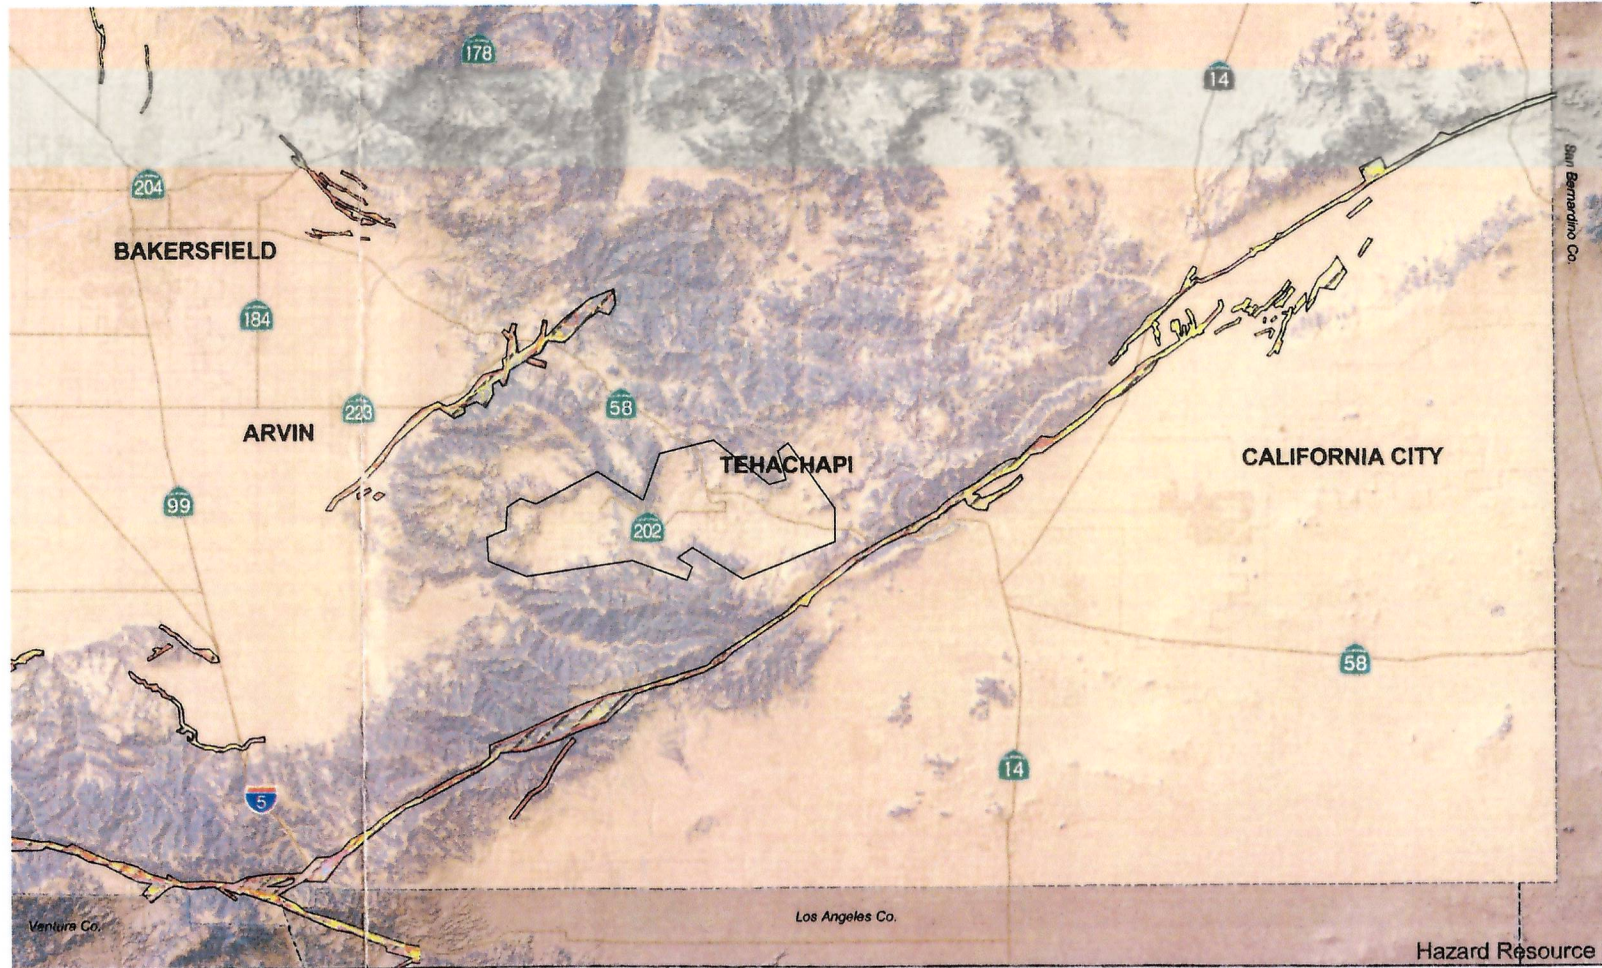 178
14
204
San Bernardino Co.
BAKERSFIELD
184
58
223
ARVIN
TEHACHAPI
CALIFORNIA CITY
99
202
58
14
5
Ventura Co.
Los Angeles Co.
Hazard Resource